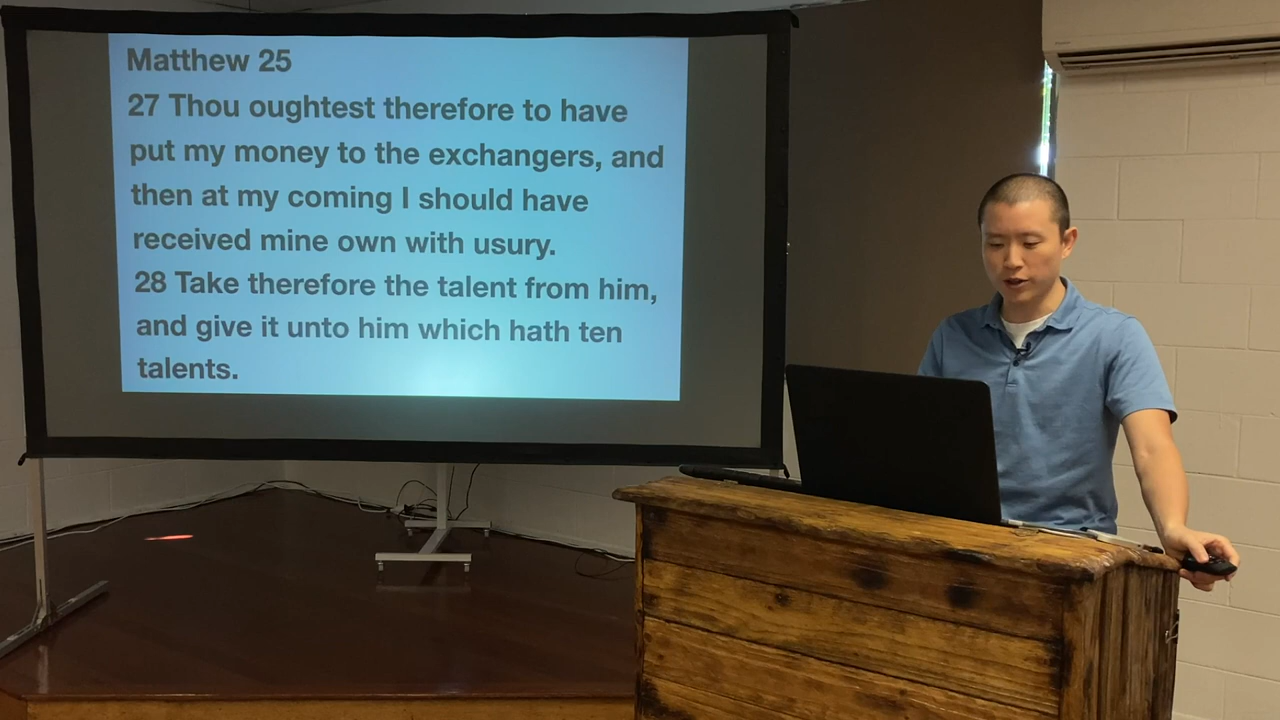 Matthew 25
27 Thou oughtest therefore to have
put my money to the exchangers, and
then at my coming I should have
received mine own with usury.
28 Take therefore the talent from him,
and give it unto him which hath ten
talents.